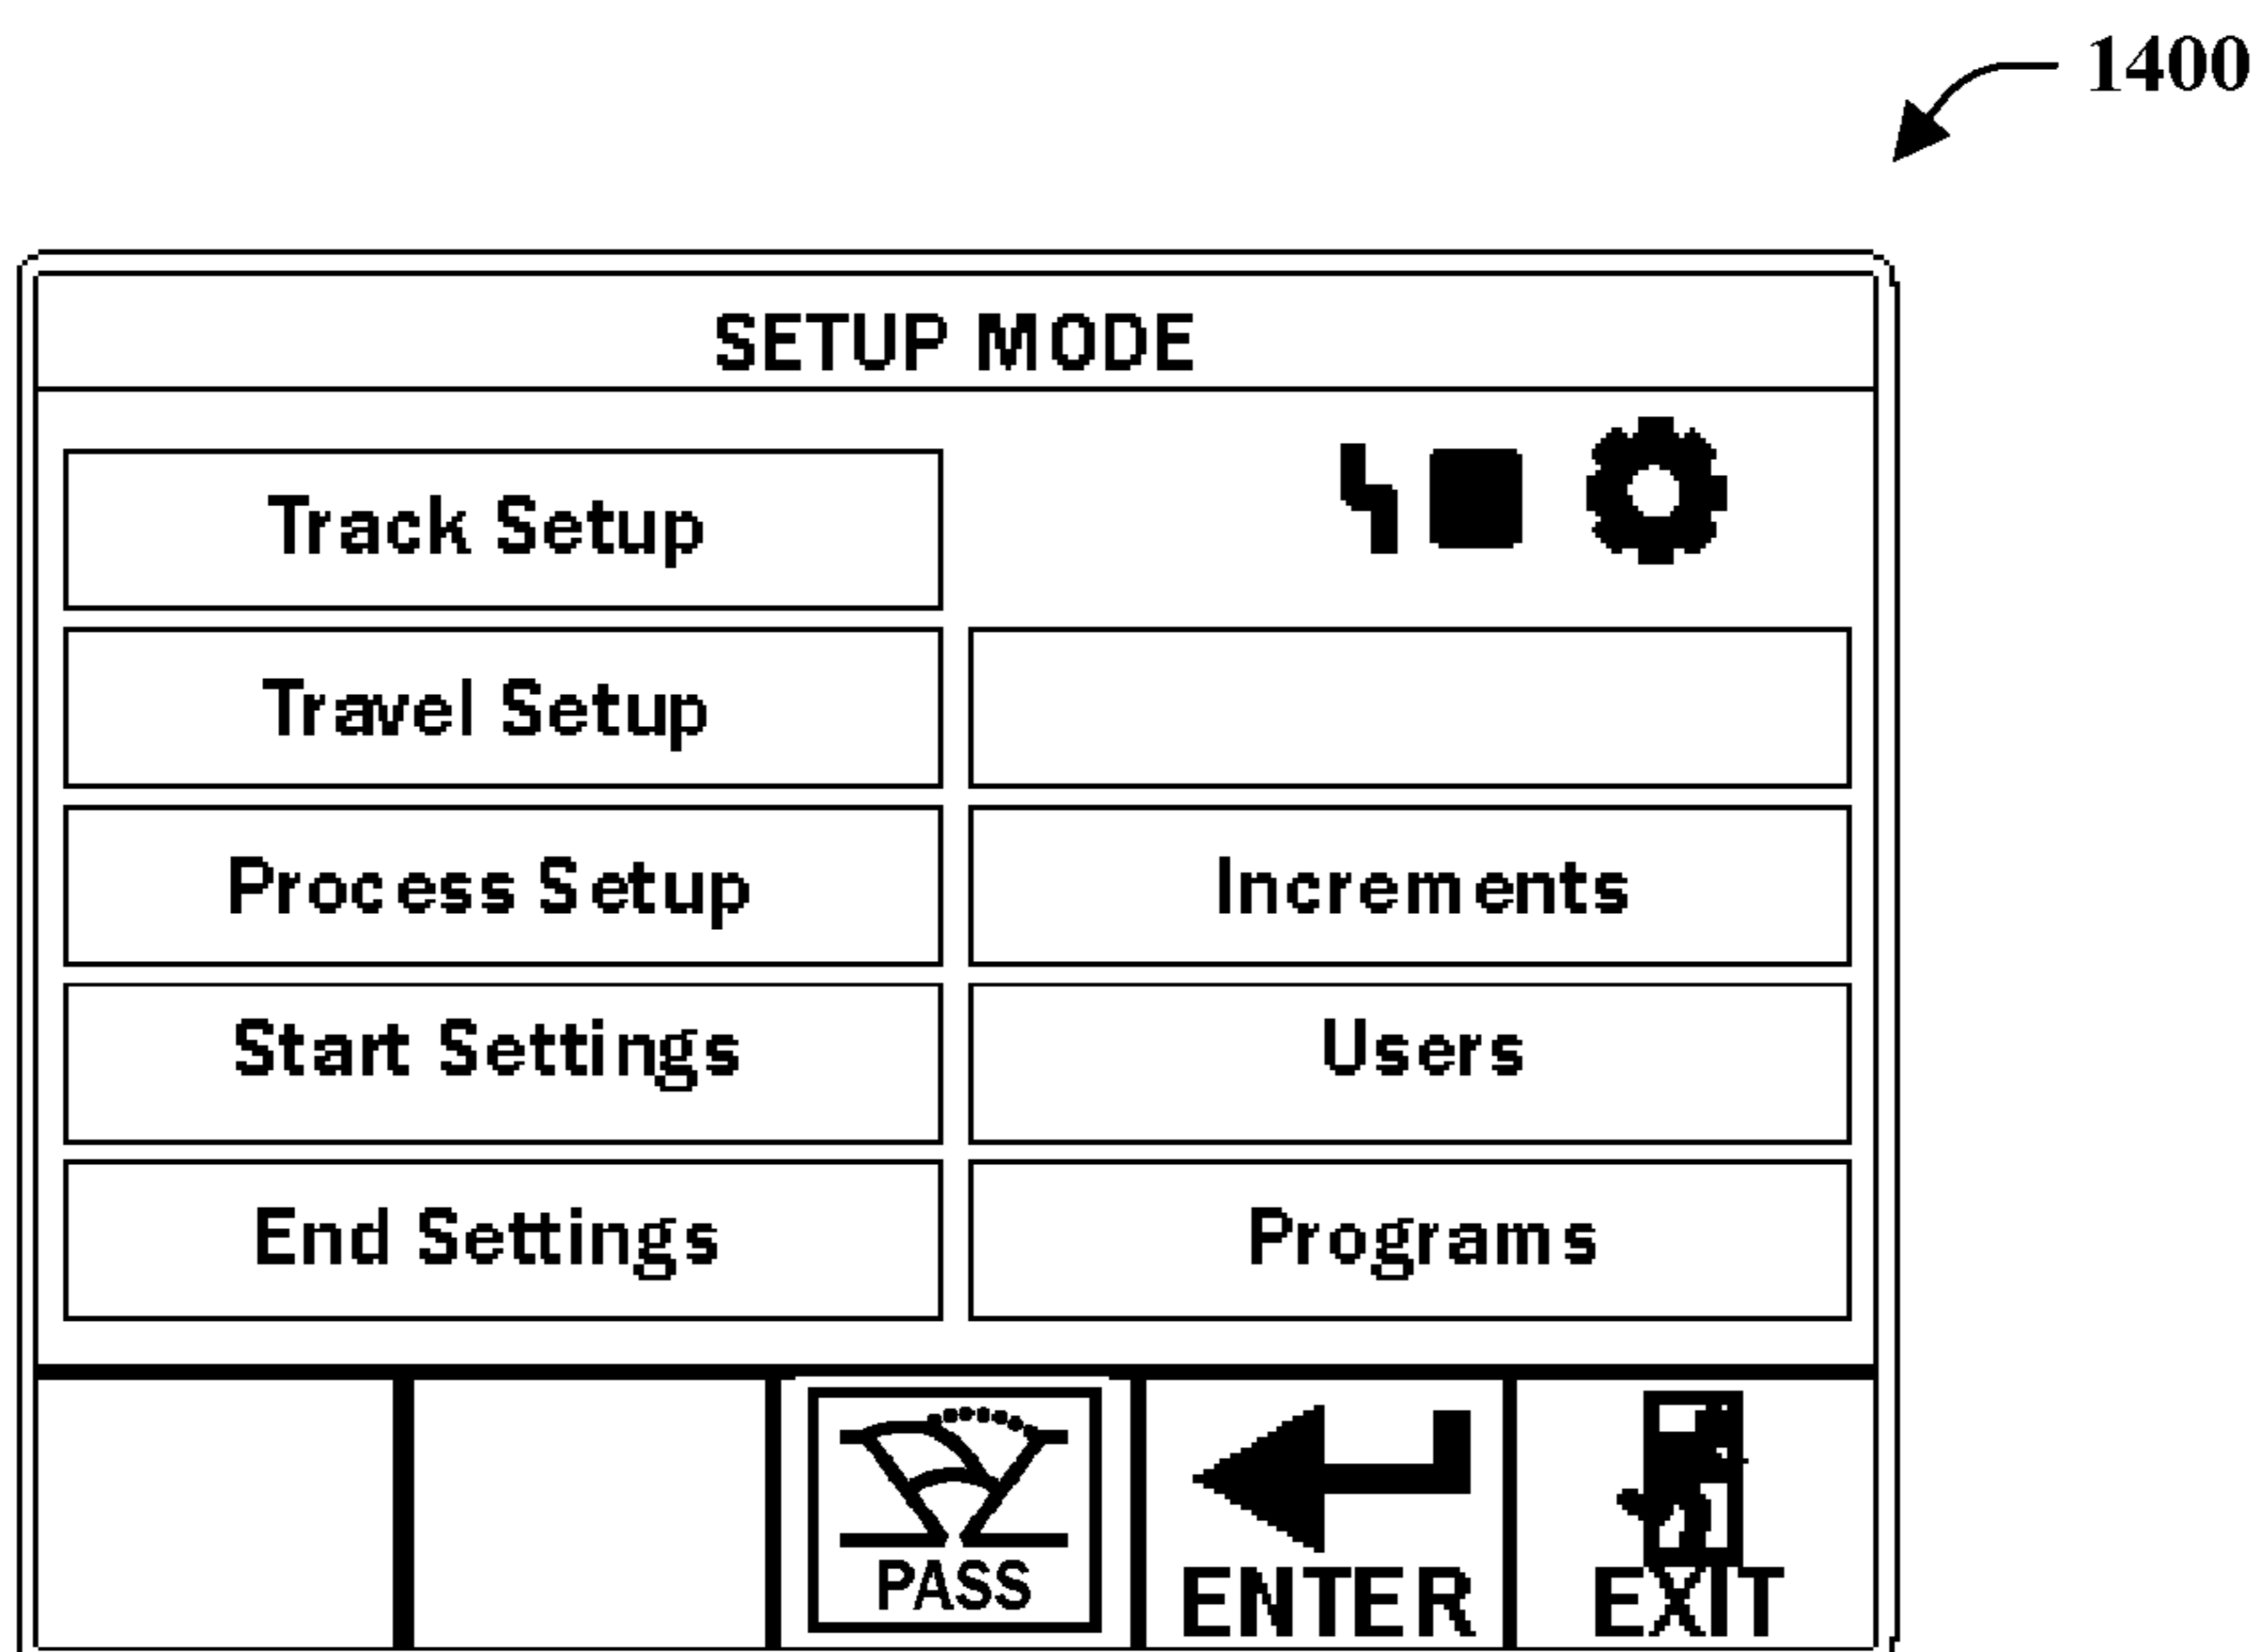 1400
SETUP MODE
Track Setup
Travel Setup
Process Setup
Increments
Start Settings
Users
End Settings
Programs
PASS
ENTER
EXIT